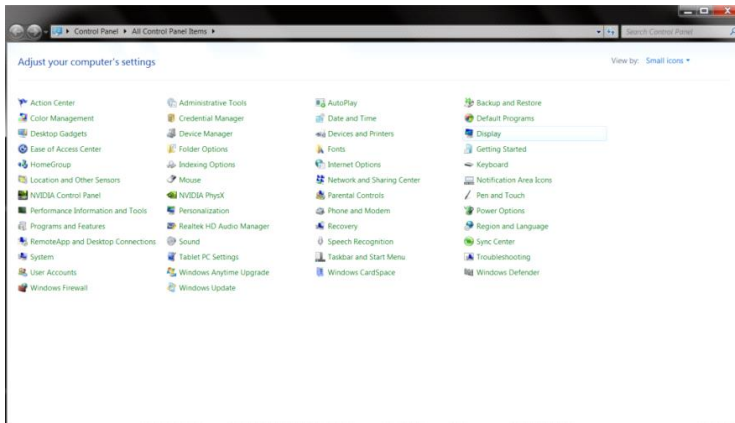 Control Panel ▸ All Control Panel Items ▸
Search Control Panel
Adjust your computer's settings
View by: Small icons
Action Center
Administrative Tools
AutoPlay
Backup and Restore
Color Management
Credential Manager
Date and Time
Default Programs
Desktop Gadgets
Device Manager
Devices and Printers
Display
Ease of Access Center
Folder Options
Fonts
Getting Started
HomeGroup
Indexing Options
Internet Options
Keyboard
Location and Other Sensors
Mouse
Network and Sharing Center
Notification Area Icons
NVIDIA Control Panel
NVIDIA PhysX
Parental Controls
Pen and Touch
Performance Information and Tools
Personalization
Phone and Modem
Power Options
Programs and Features
Realtek HD Audio Manager
Recovery
Region and Language
RemoteApp and Desktop Connections
Sound
Speech Recognition
Sync Center
System
Tablet PC Settings
Taskbar and Start Menu
Troubleshooting
User Accounts
Windows Anytime Upgrade
Windows CardSpace
Windows Defender
Windows Firewall
Windows Update